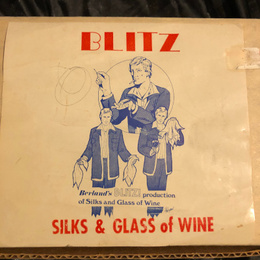 BLITZ
Berland's BLITZ! production
of Silks and Glass of Wine
SILKS & GLASS of WINE